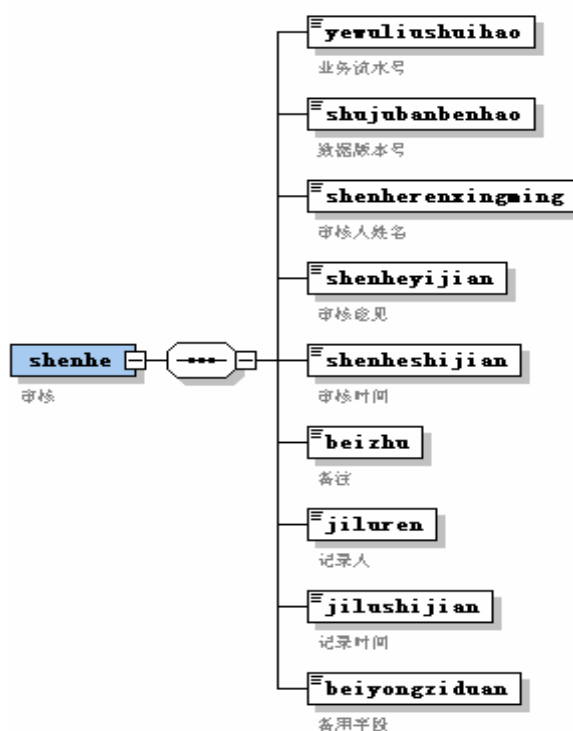 yewuliushuihao
业务流水号
shujubanbenhao
数据版本号
shenherenxingming
审核人姓名
shenheyijian
审核意见
shenhe
审核
shenheshijian
审核时间
beizhu
备注
jiluren
记录人
jilushijian
记录时间
beiyongziduan
备用字段